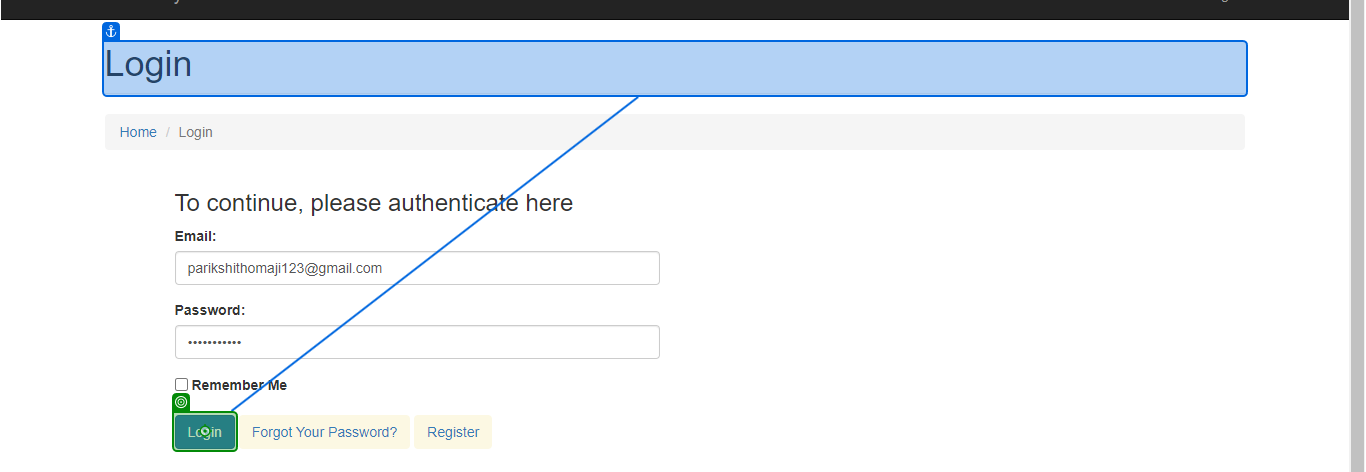 Login
Home / Login
To continue, please authenticate here
Email:
parikshithomaji123@gmail.com
Password:
•••••••••••
Remember Me
Login Forgot Your Password? Register